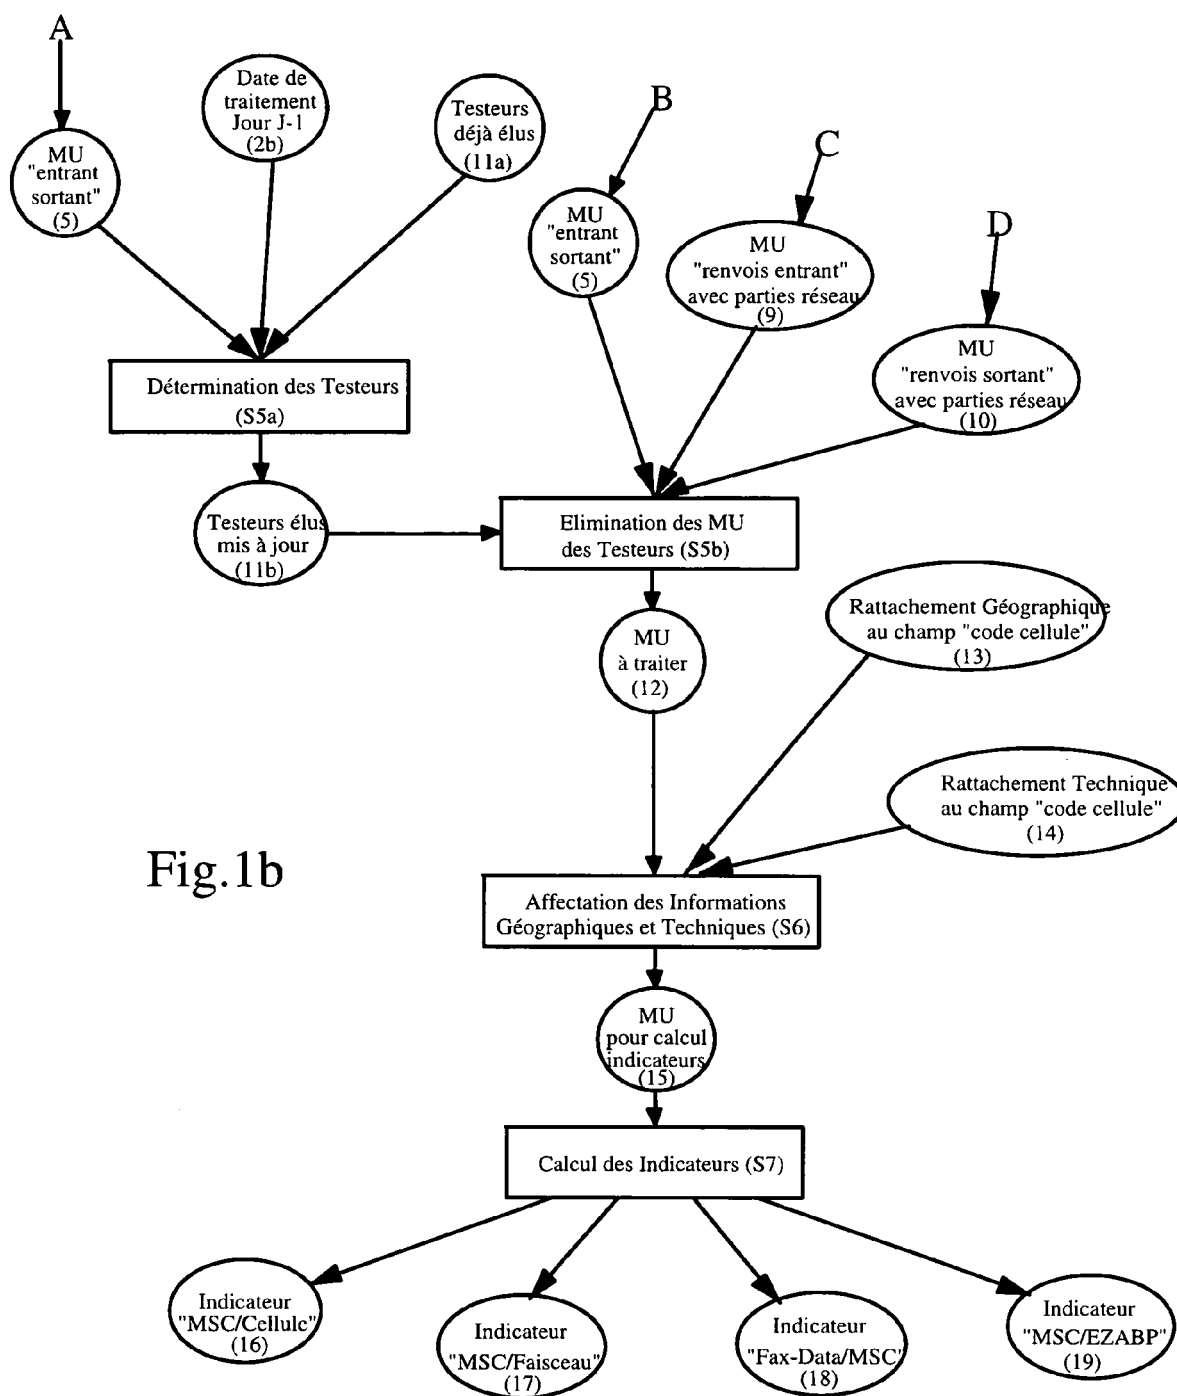 A
Date de
traitement
Jour J-1
(2b)
Testeurs
déjà élus
(11a)
B
MU
"entrant
sortant"
(5)
C
MU
"entrant
sortant"
(5)
MU
"renvois entrant"
avec parties réseau
(9)
D
MU
"renvois sortant"
avec parties réseau
(10)
Détermination des Testeurs
(S5a)
Testeurs élus
mis à jour
(11b)
Elimination des MU
des Testeurs (S5b)
Rattachement Géographique
au champ "code cellule"
(13)
MU
à traiter
(12)
Rattachement Technique
au champ "code cellule"
(14)
Fig.1b
Affectation des Informations
Géographiques et Techniques (S6)
MU
pour calcul
indicateurs
(15)
Calcul des Indicateurs (S7)
Indicateur
"MSC/Cellule"
(16)
Indicateur
"MSC/Faisceau"
(17)
Indicateur
"Fax-Data/MSC"
(18)
Indicateur
"MSC/EZABP"
(19)